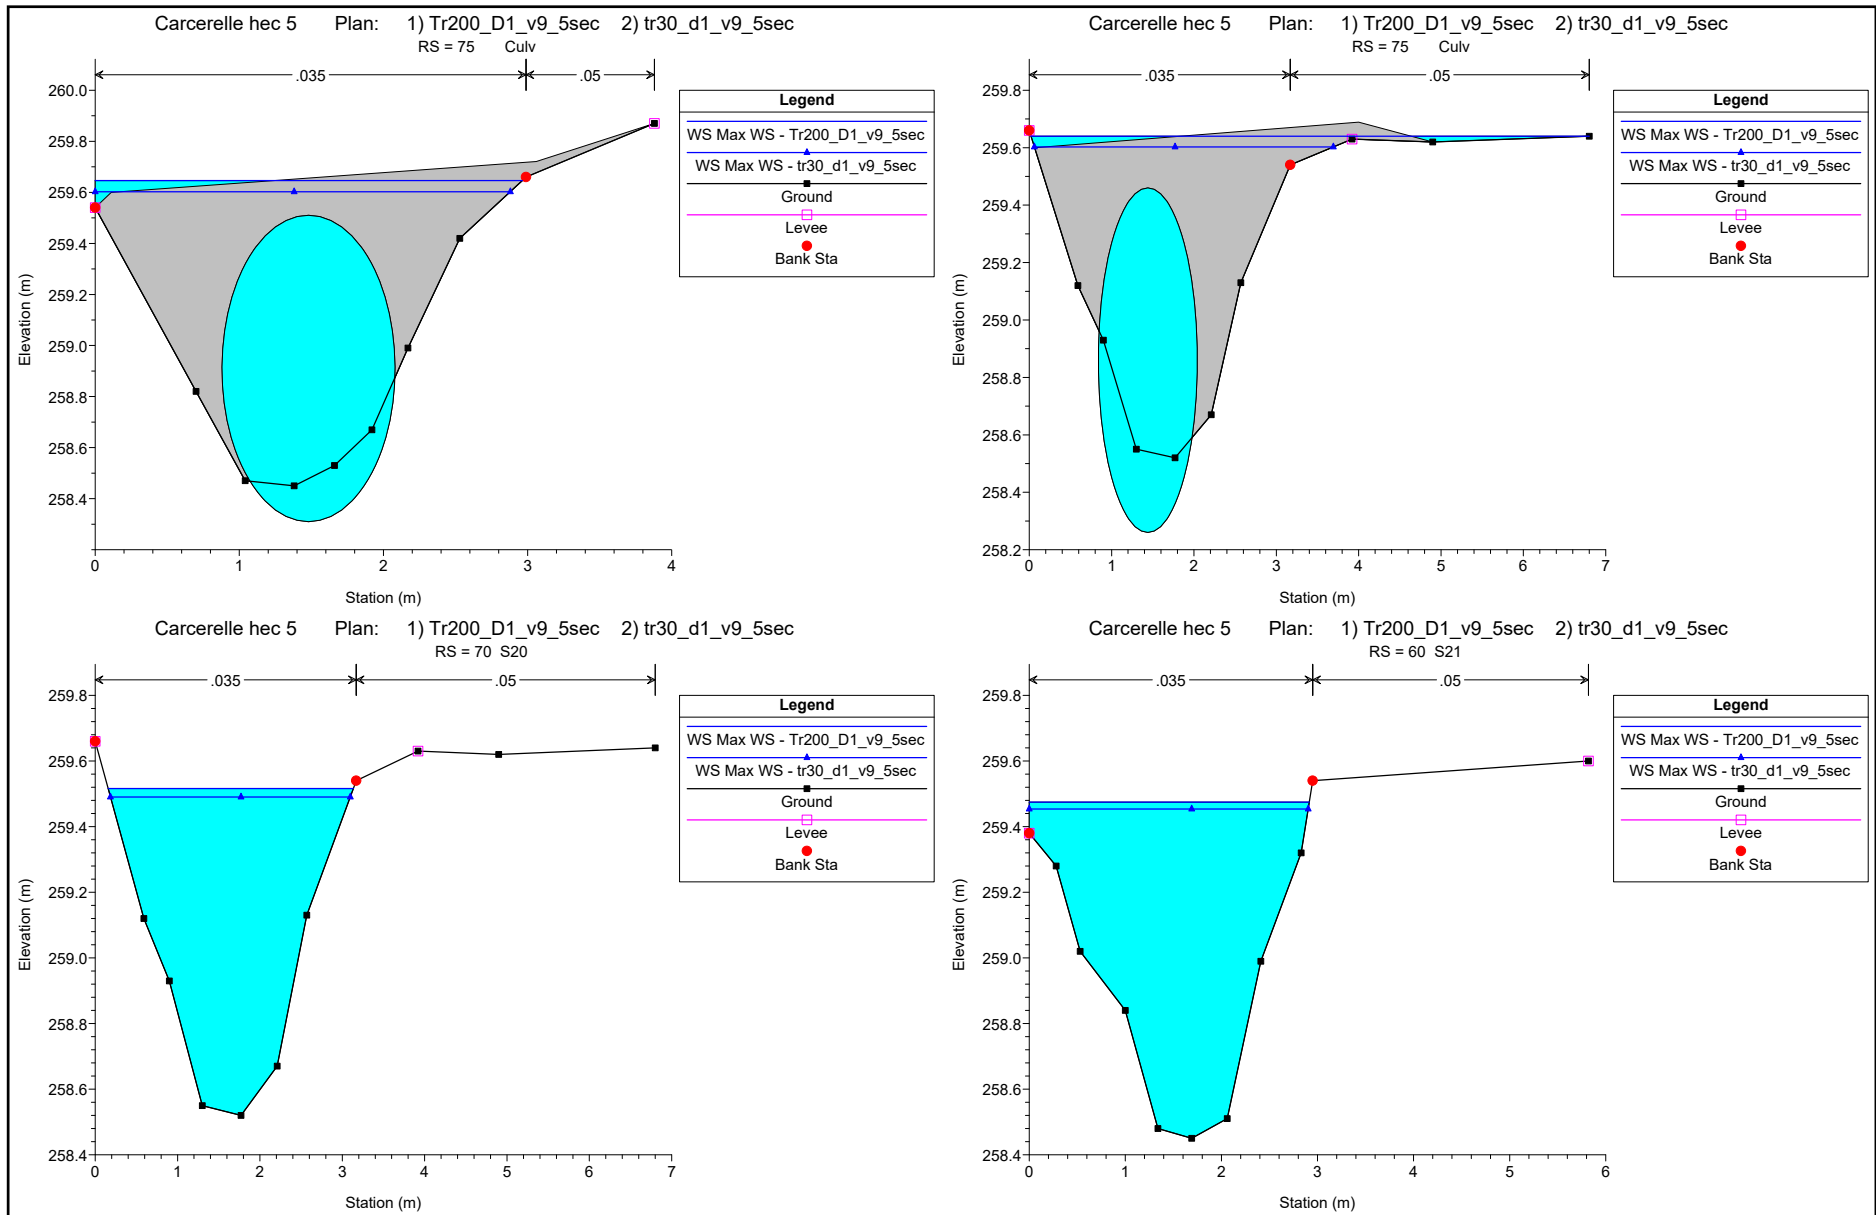 Carcerelle hec 5 Plan: 1) Tr200_D1_v9_5sec 2) tr30_d1_v9_5sec
RS = 75 Culv
.035 .05
260.0
259.8
259.6
259.4
259.2
259.0
258.8
258.6
258.4
Elevation (m)
0 1 2 3 4
Station (m)
Legend
WS Max WS - Tr200_D1_v9_5sec
WS Max WS - tr30_d1_v9_5sec
Ground
Levee
Bank Sta
Carcerelle hec 5 Plan: 1) Tr200_D1_v9_5sec 2) tr30_d1_v9_5sec
RS = 75 Culv
.035 .05
259.8
259.6
259.4
259.2
259.0
258.8
258.6
258.4
258.2
Elevation (m)
0 1 2 3 4 5 6 7
Station (m)
Legend
WS Max WS - Tr200_D1_v9_5sec
WS Max WS - tr30_d1_v9_5sec
Ground
Levee
Bank Sta
Carcerelle hec 5 Plan: 1) Tr200_D1_v9_5sec 2) tr30_d1_v9_5sec
RS = 70 S20
.035 .05
259.8
259.6
259.4
259.2
259.0
258.8
258.6
258.4
Elevation (m)
0 1 2 3 4 5 6 7
Station (m)
Legend
WS Max WS - Tr200_D1_v9_5sec
WS Max WS - tr30_d1_v9_5sec
Ground
Levee
Bank Sta
Carcerelle hec 5 Plan: 1) Tr200_D1_v9_5sec 2) tr30_d1_v9_5sec
RS = 60 S21
.035 .05
259.8
259.6
259.4
259.2
259.0
258.8
258.6
258.4
Elevation (m)
0 1 2 3 4 5 6
Station (m)
Legend
WS Max WS - Tr200_D1_v9_5sec
WS Max WS - tr30_d1_v9_5sec
Ground
Levee
Bank Sta